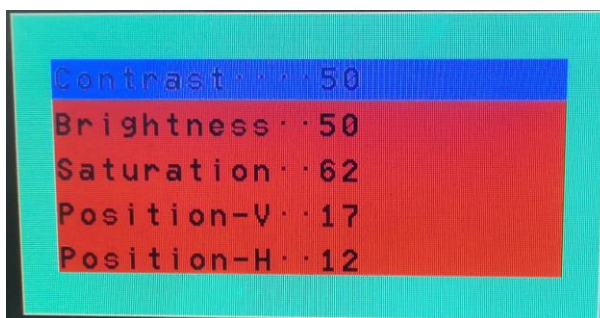 Contrast····50
Brightness··50
Saturation··62
Position-V··17
Position-H··12